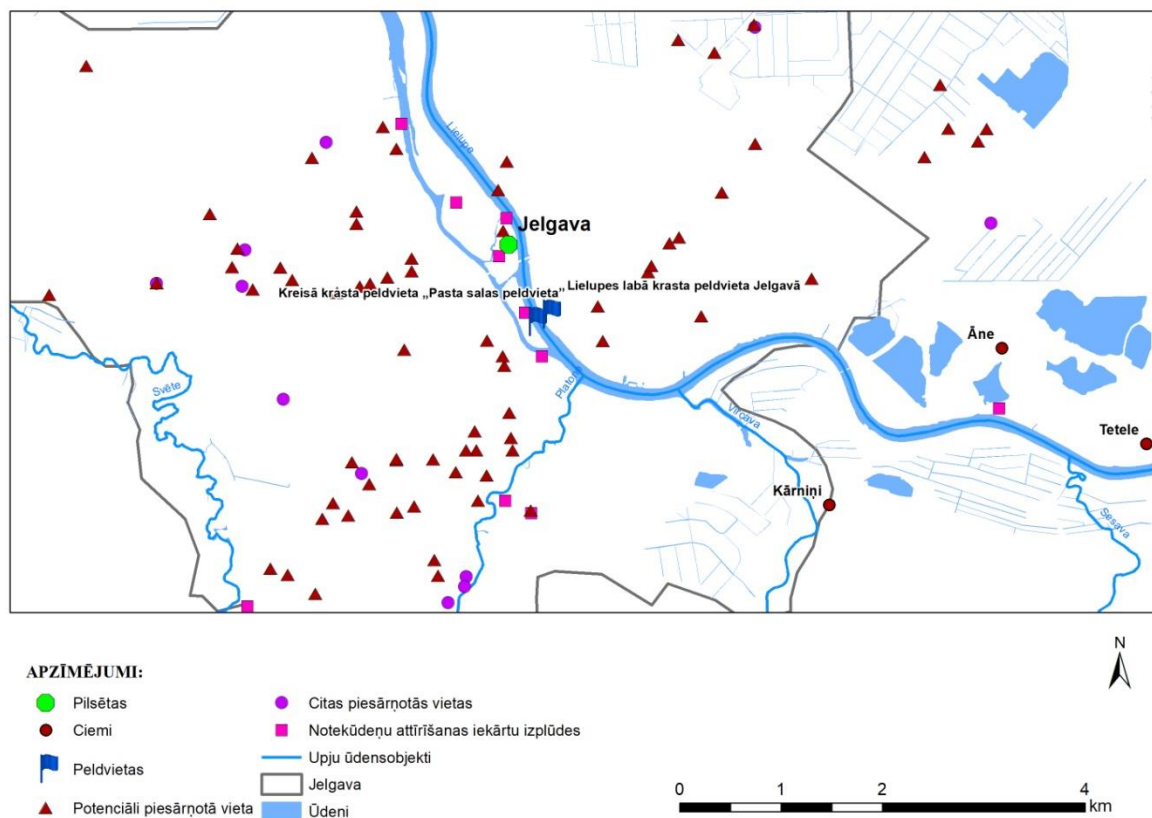 Lielupe
Jelgava
Kreisā krasta peldvieta „Pasta salas peldvieta”
Lielupes labā krasta peldvieta Jelgavā
Āne
Svēte
Platone
Vircava
Tetele
Kārniņi
Sesava
N
APZĪMĒJUMI:
Pilsētas
Ciemi
Peldvietas
Potenciāli piesārņotā vieta
Citas piesārņotās vietas
Notekūdeņu attīrīšanas iekārtu izplūdes
Upju ūdensobjekti
Jelgava
Ūdeņi
0 1 2 4
km